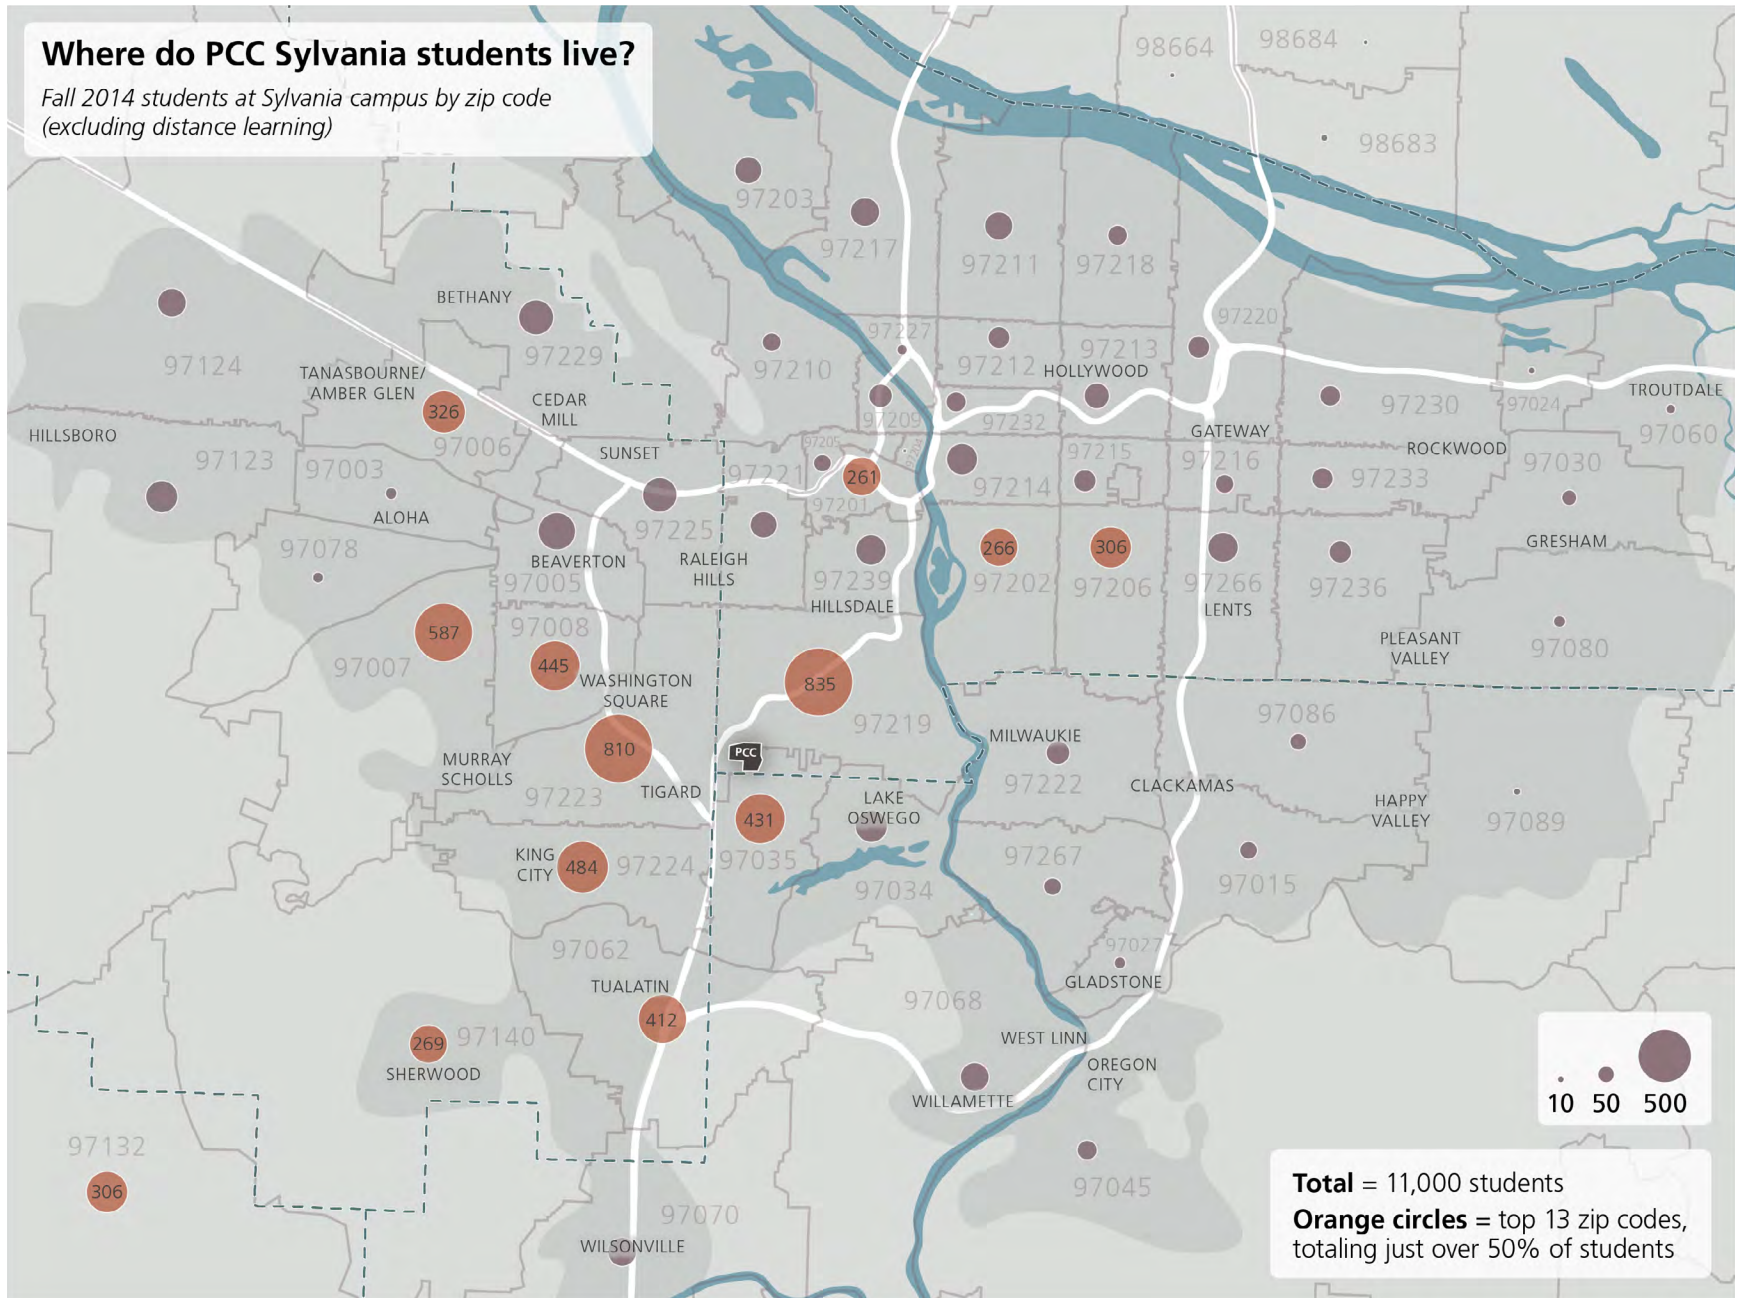 Where do PCC Sylvania students live?
Fall 2014 students at Sylvania campus by zip code
(excluding distance learning)
98664
98684
98683
97203
97217
97211
97218
BETHANY
97229
97124
TANASBOURNE/
AMBER GLEN
326
97006
CEDAR
MILL
97210
97227
97212
97213
HOLLYWOOD
97220
97209
97232
GATEWAY
97230
97024
TROUTDALE
97060
HILLSBORO
97123
97003
ALOHA
SUNSET
97225
97221
97205
97204
261
97201
97214
97215
97216
97233
ROCKWOOD
97030
GRESHAM
97078
BEAVERTON
97005
RALEIGH
HILLS
97239
HILLSDALE
266
97202
306
97206
97266
LENTS
97236
PLEASANT
VALLEY
97080
587
97007
97008
445
WASHINGTON
SQUARE
835
97219
810
MURRAY
SCHOLLS
97223
TIGARD
PCC
MILWAUKIE
97222
CLACKAMAS
97086
HAPPY
VALLEY
97089
431
97035
LAKE
OSWEGO
97034
KING
CITY
484
97224
97267
97015
97027
GLADSTONE
97062
TUALATIN
412
97068
WEST LINN
OREGON
CITY
WILLAMETTE
269
97140
SHERWOOD
97132
306
97070
WILSONVILLE
97045
10 50 500
Total = 11,000 students
Orange circles = top 13 zip codes,
totaling just over 50% of students